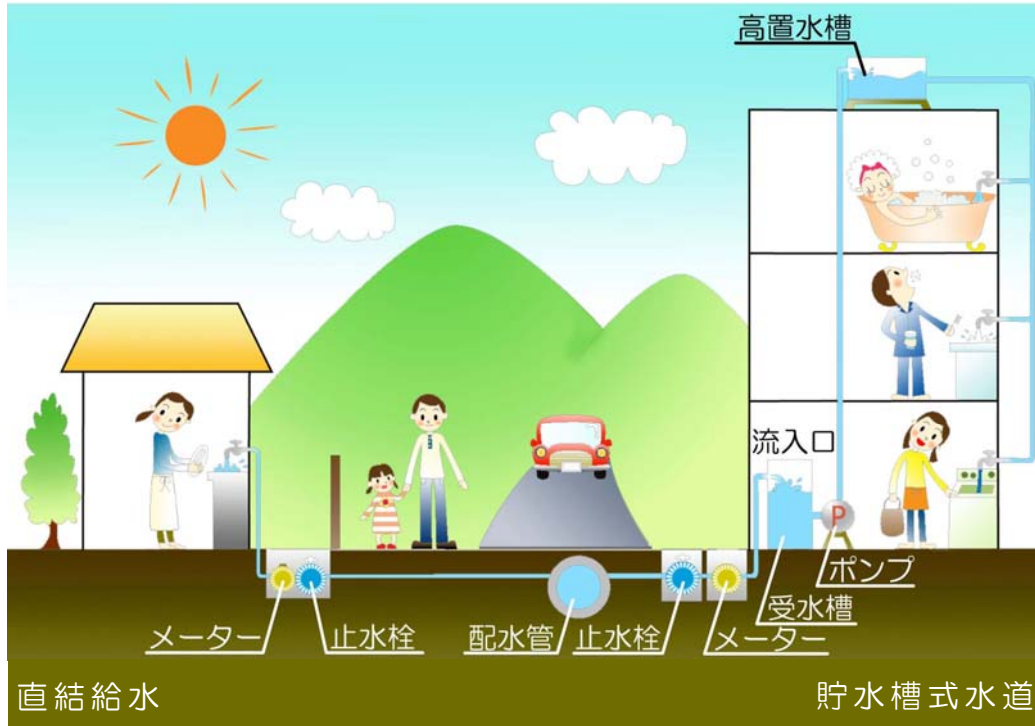 高置水槽
流入口
P
ポンプ
受水槽
メーター
止水栓
配水管
止水栓
メーター
直結給水
貯水槽式水道